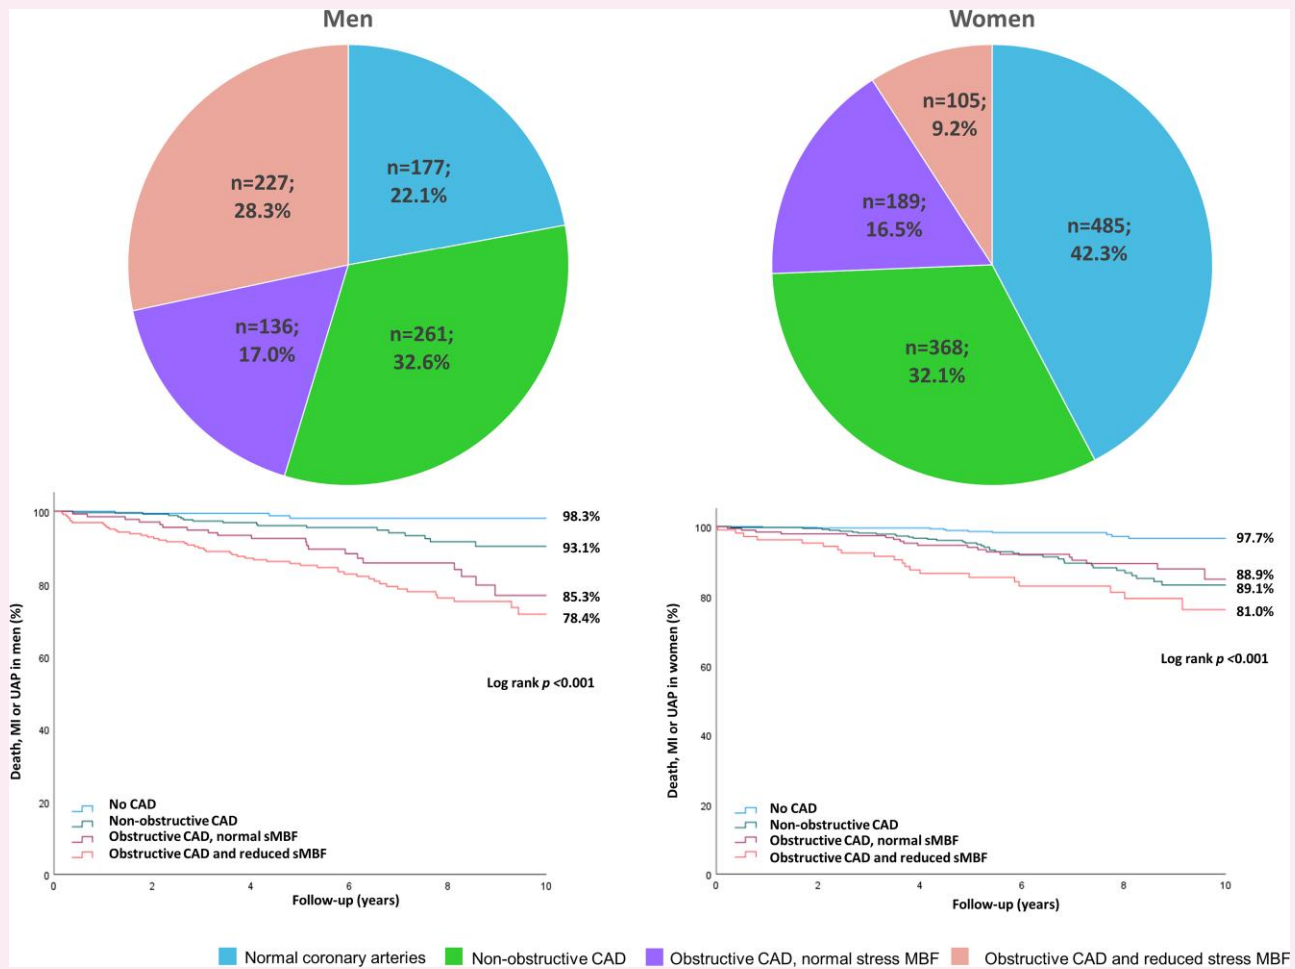 Men
n=177;
22.1%
n=261;
32.6%
n=136;
17.0%
n=227;
28.3%
Women
n=485;
42.3%
n=368;
32.1%
n=189;
16.5%
n=105;
9.2%
Death, MI or UAP in men (%)
100
80
60
40
20
0
0 2 4 6 8 10
Follow-up (years)
98.3%
93.1%
85.3%
78.4%
Log rank p <0.001
No CAD
Non-obstructive CAD
Obstructive CAD, normal sMBF
Obstructive CAD and reduced sMBF
Death, MI or UAP in women (%)
100
80
60
40
20
0
0 2 4 6 8 10
Follow-up (years)
97.7%
88.9%
89.1%
81.0%
Log rank p <0.001
No CAD
Non-obstructive CAD
Obstructive CAD, normal sMBF
Obstructive CAD and reduced sMBF
Normal coronary arteries
Non-obstructive CAD
Obstructive CAD, normal stress MBF
Obstructive CAD and reduced stress MBF